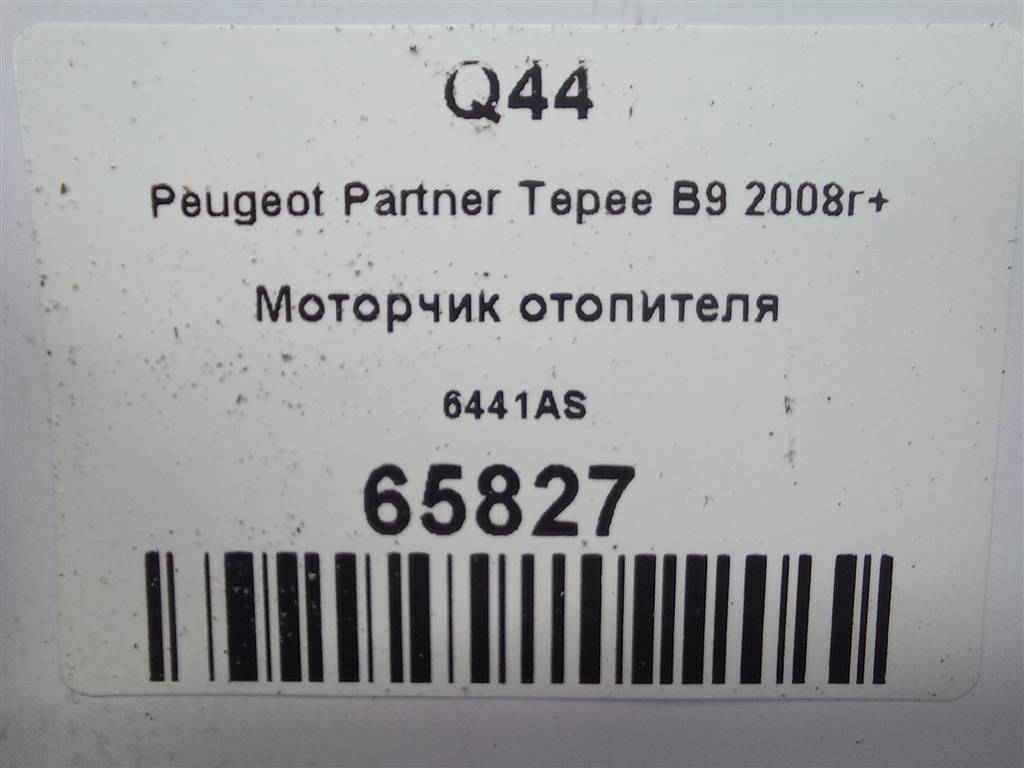 Q44
Peugeot Partner Tepee B9 2008г+
Моторчик отопителя
6441AS
65827